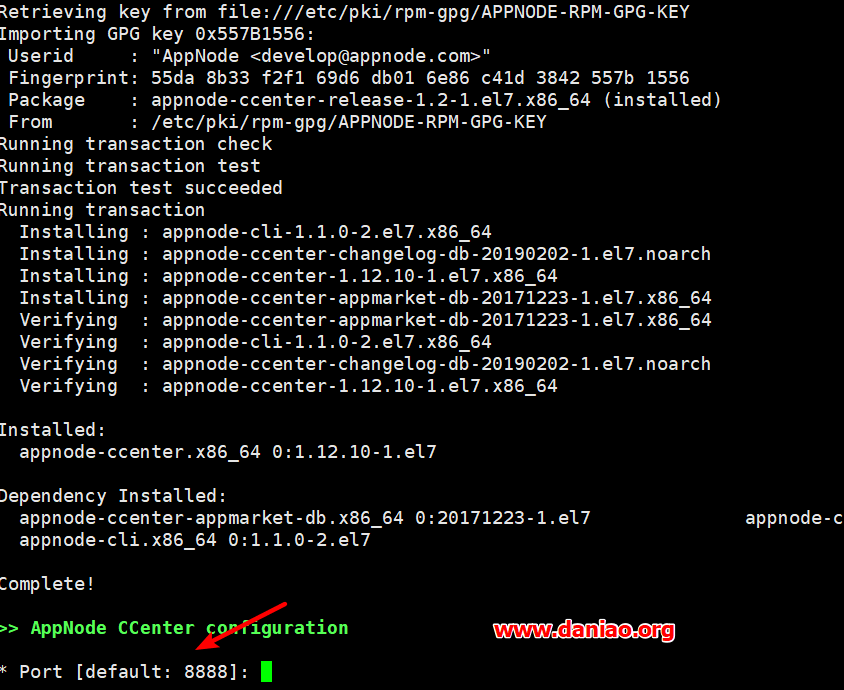 Retrieving key from file:///etc/pki/rpm-gpg/APPNODE-RPM-GPG-KEY
Importing GPG key 0x557B1556:
 Userid     : "AppNode <develop@appnode.com>"
 Fingerprint: 55da 8b33 f2f1 69d6 db01 6e86 c41d 3842 557b 1556
 Package    : appnode-ccenter-release-1.2-1.el7.x86_64 (installed)
 From       : /etc/pki/rpm-gpg/APPNODE-RPM-GPG-KEY
Running transaction check
Running transaction test
Transaction test succeeded
Running transaction
  Installing : appnode-cli-1.1.0-2.el7.x86_64
  Installing : appnode-ccenter-changelog-db-20190202-1.el7.noarch
  Installing : appnode-ccenter-1.12.10-1.el7.x86_64
  Installing : appnode-ccenter-appmarket-db-20171223-1.el7.x86_64
  Verifying  : appnode-ccenter-appmarket-db-20171223-1.el7.x86_64
  Verifying  : appnode-cli-1.1.0-2.el7.x86_64
  Verifying  : appnode-ccenter-changelog-db-20190202-1.el7.noarch
  Verifying  : appnode-ccenter-1.12.10-1.el7.x86_64
Installed:
  appnode-ccenter.x86_64 0:1.12.10-1.el7
Dependency Installed:
  appnode-ccenter-appmarket-db.x86_64 0:20171223-1.el7 appnode-c
  appnode-cli.x86_64 0:1.1.0-2.el7
Complete!
>> AppNode CCenter configuration
www.daniao.org
* Port [default: 8888]: